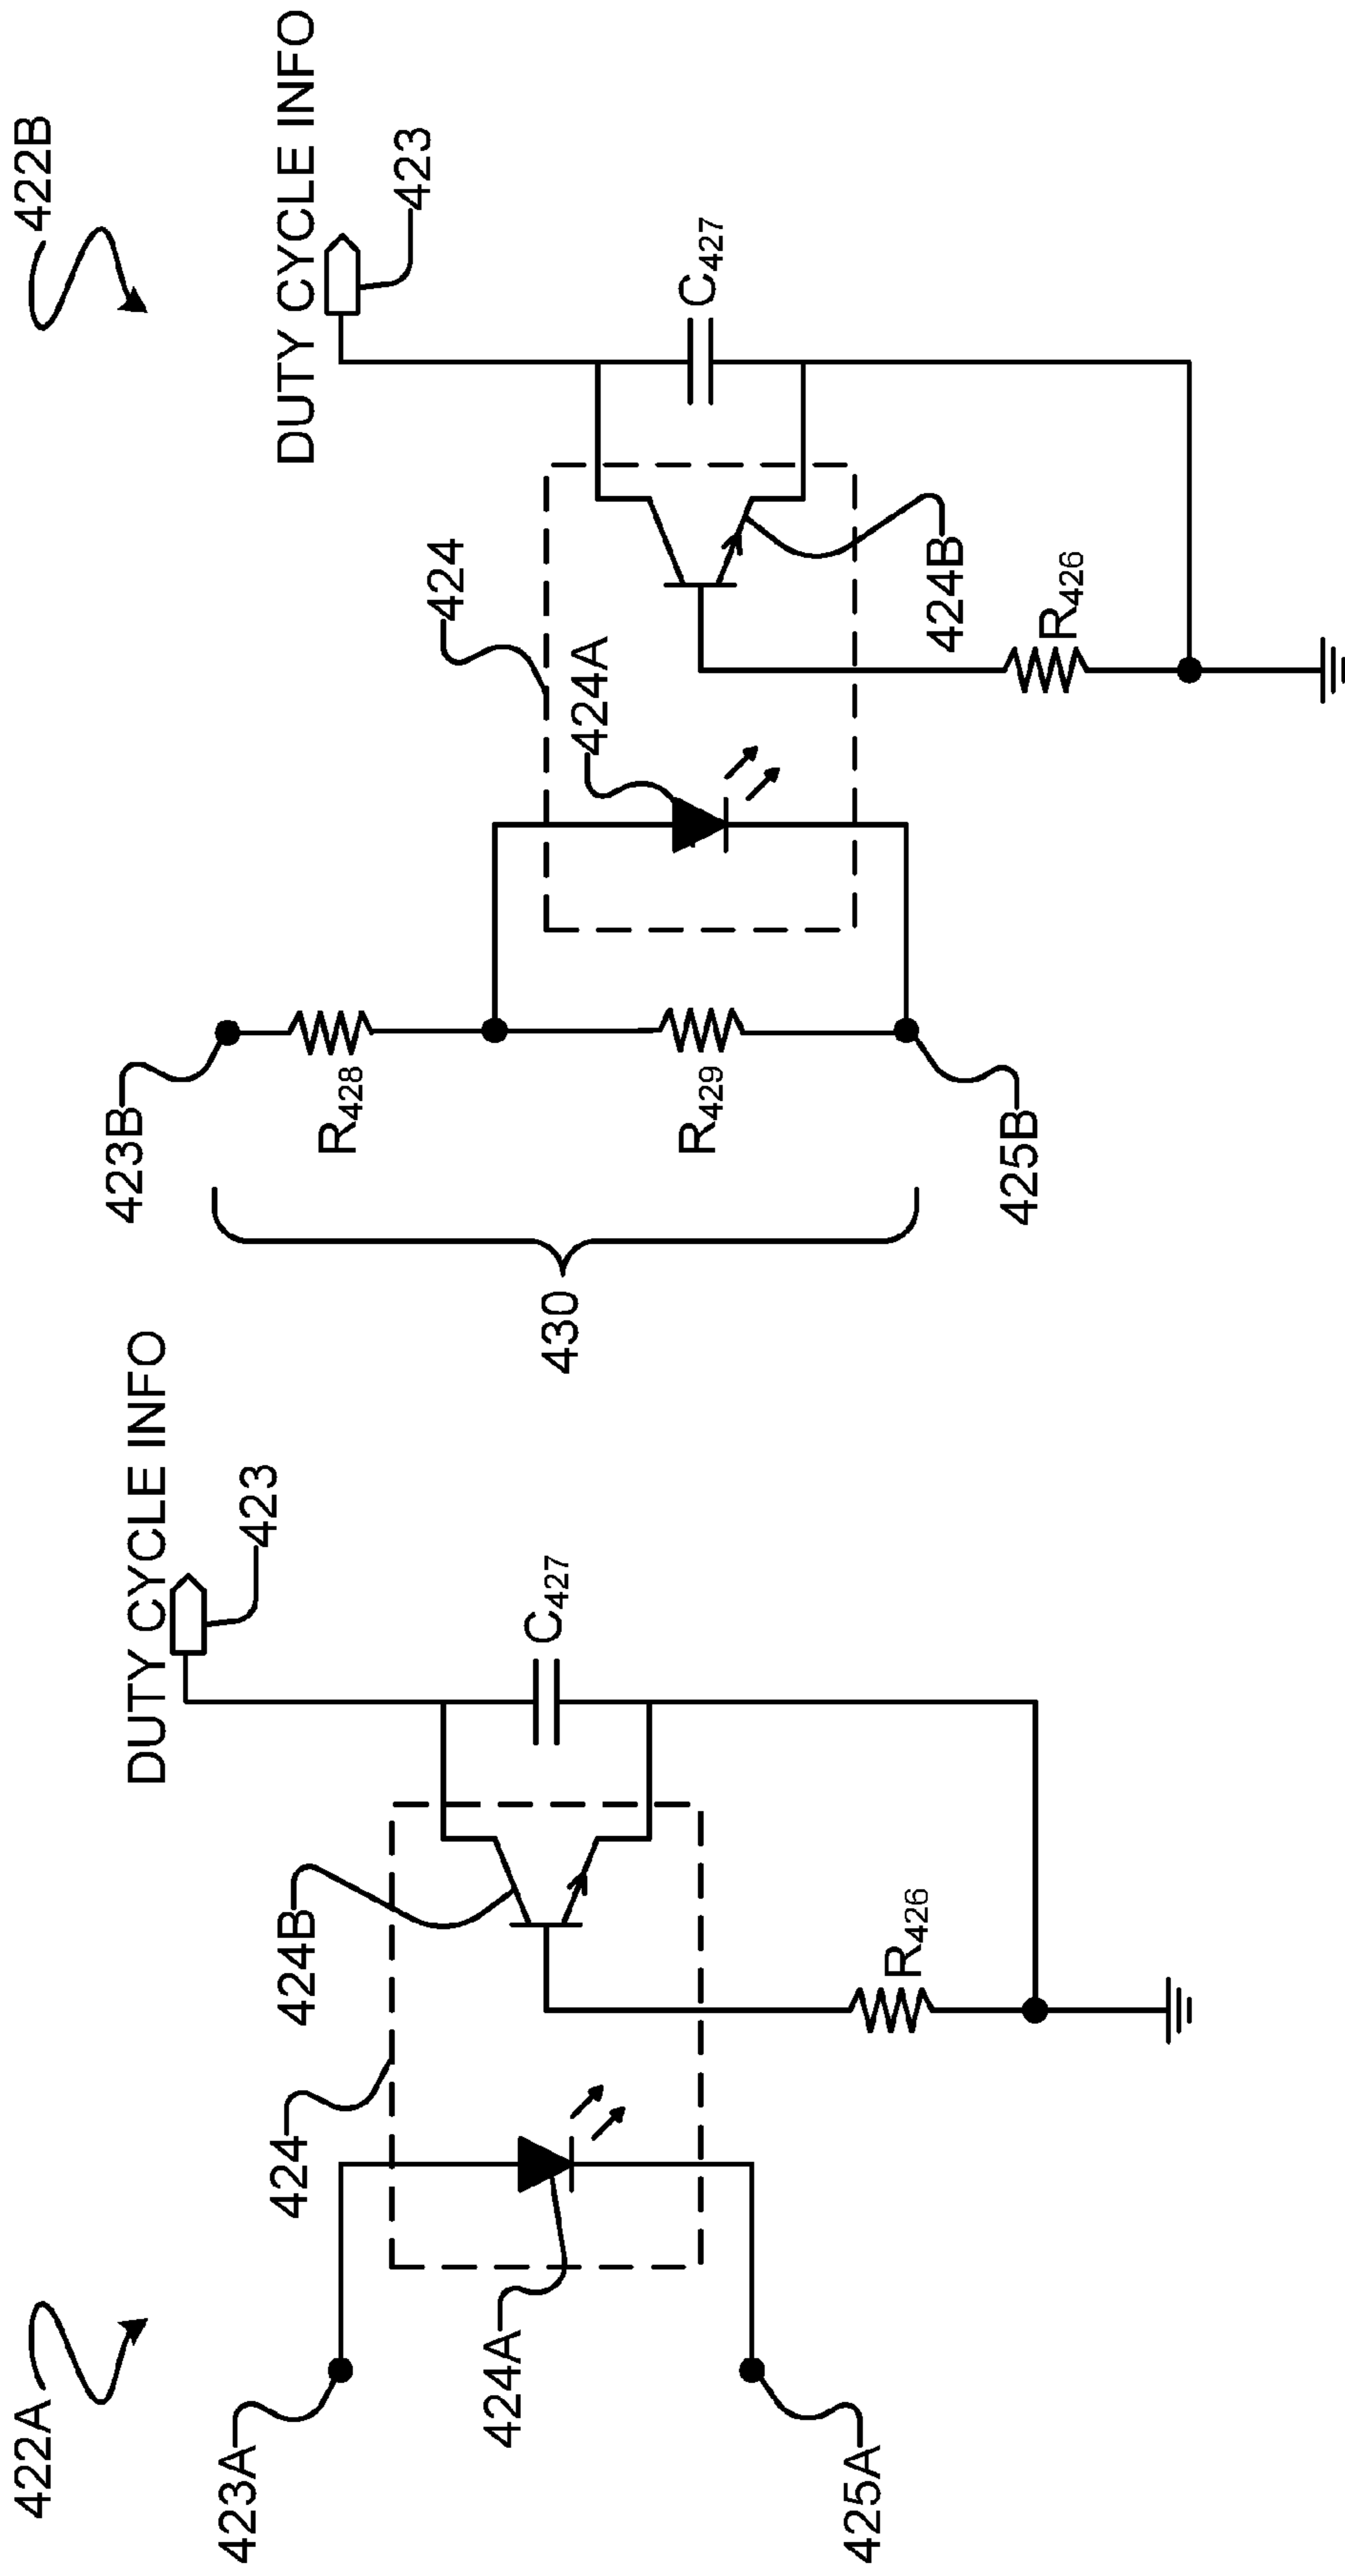 422A
DUTY CYCLE INFO
423
423A
424
424B
C427
424A
R426
425A
422B
DUTY CYCLE INFO
423
423B
R428
424
424A
C427
430
R429
424B
R426
425B